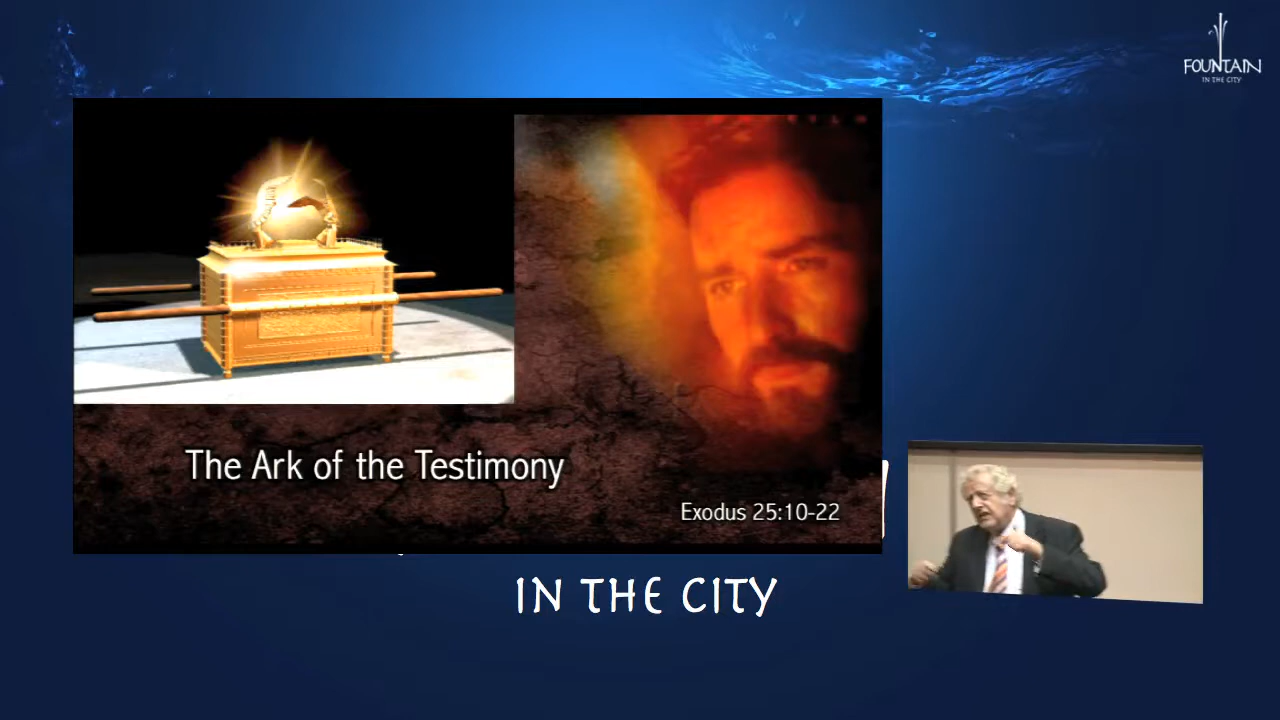 FOUNTAIN
IN THE CITY
The Ark of the Testimony
Exodus 25:10-22
IN THE CITY